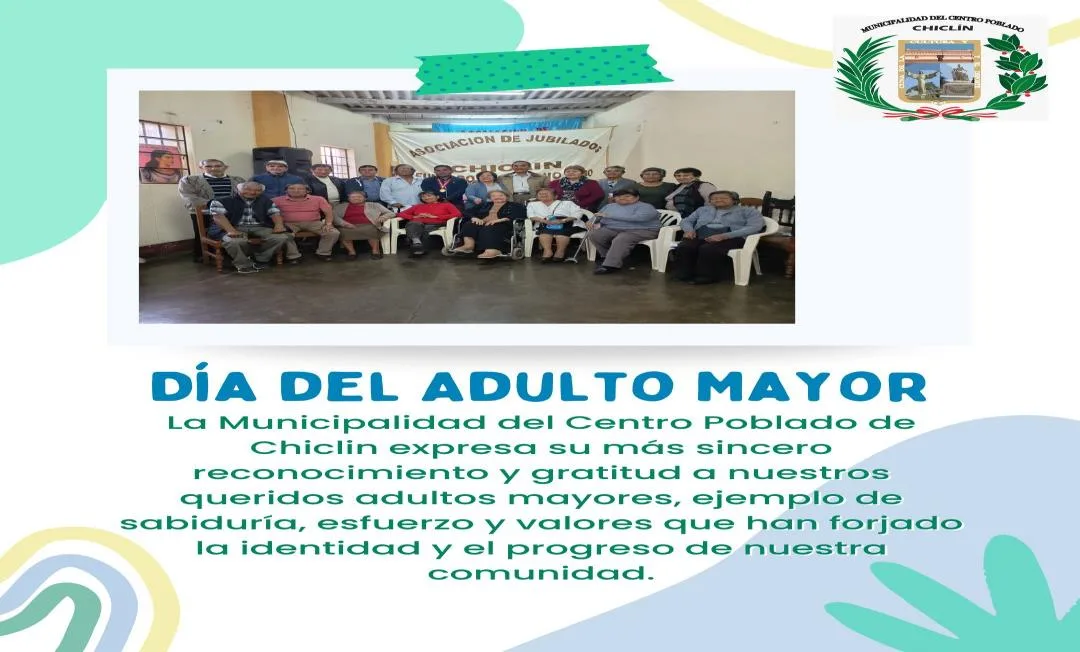 MUNICIPALIDAD DEL CENTRO POBLADO
CHICLÍN
ASOCIACION DE JUBILADOS
CHICLIN
DÍA DEL ADULTO MAYOR
La Municipalidad del Centro Poblado de
Chiclin expresa su más sincero
reconocimiento y gratitud a nuestros
queridos adultos mayores, ejemplo de
sabiduría, esfuerzo y valores que han forjado
la identidad y el progreso de nuestra
comunidad.